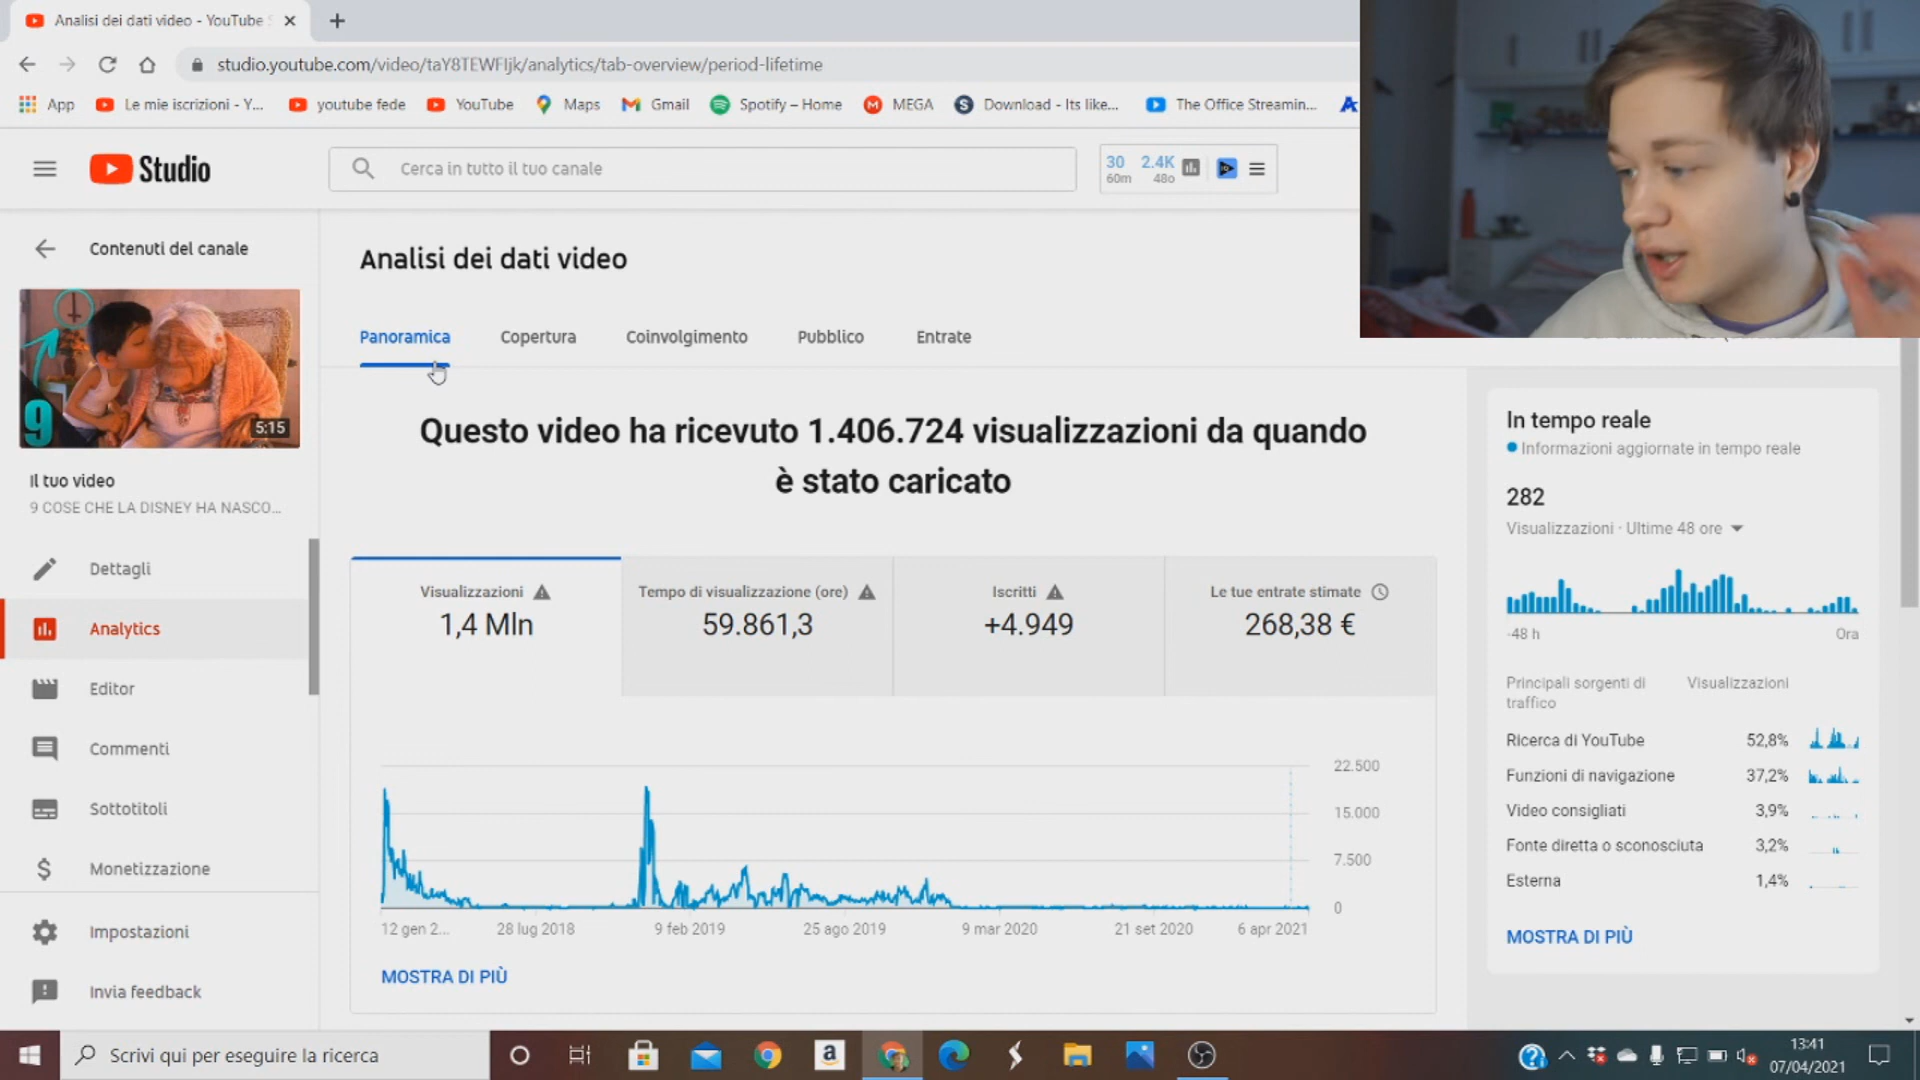 Analisi dei dati video - YouTube S
studio.youtube.com/video/taY8TEWFIjk/analytics/tab-overview/period-lifetime
App
Le mie iscrizioni - Y...
youtube fede
YouTube
Maps
Gmail
Spotify – Home
MEGA
Download - Its like...
The Office Streamin...
Studio
Cerca in tutto il tuo canale
30 2.4K
60m 48o
Contenuti del canale
9
5:15
Il tuo video
9 COSE CHE LA DISNEY HA NASCO...
Dettagli
Analytics
Editor
Commenti
Sottotitoli
Monetizzazione
Impostazioni
Invia feedback
Analisi dei dati video
Panoramica
Copertura
Coinvolgimento
Pubblico
Entrate
Questo video ha ricevuto 1.406.724 visualizzazioni da quando
è stato caricato
Visualizzazioni
1,4 Mln
Tempo di visualizzazione (ore)
59.861,3
Iscritti
+4.949
Le tue entrate stimate
268,38 €
22.500
15.000
7.500
0
12 gen 2...
28 lug 2018
9 feb 2019
25 ago 2019
9 mar 2020
21 set 2020
6 apr 2021
MOSTRA DI PIÙ
In tempo reale
Informazioni aggiornate in tempo reale
282
Visualizzazioni · Ultime 48 ore
-48 h
Ora
Principali sorgenti di
traffico
Visualizzazioni
Ricerca di YouTube 52,8%
Funzioni di navigazione 37,2%
Video consigliati 3,9%
Fonte diretta o sconosciuta 3,2%
Esterna 1,4%
MOSTRA DI PIÙ
Scrivi qui per eseguire la ricerca
13:41
07/04/2021